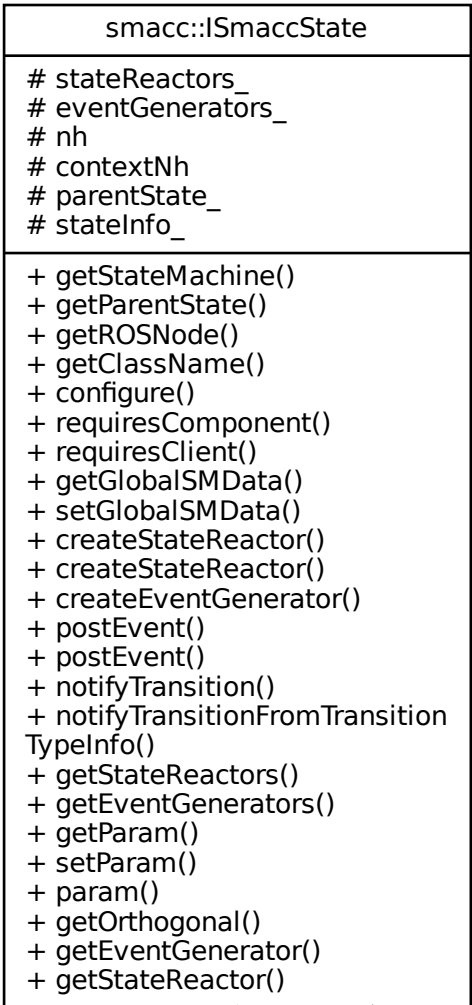 smacc::ISmaccState
# stateReactors_
# eventGenerators_
# nh
# contextNh
# parentState_
# stateInfo_
+ getStateMachine()
+ getParentState()
+ getROSNode()
+ getClassName()
+ configure()
+ requiresComponent()
+ requiresClient()
+ getGlobalSMData()
+ setGlobalSMData()
+ createStateReactor()
+ createStateReactor()
+ createEventGenerator()
+ postEvent()
+ postEvent()
+ notifyTransition()
+ notifyTransitionFromTransition
TypeInfo()
+ getStateReactors()
+ getEventGenerators()
+ getParam()
+ setParam()
+ param()
+ getOrthogonal()
+ getEventGenerator()
+ getStateReactor()